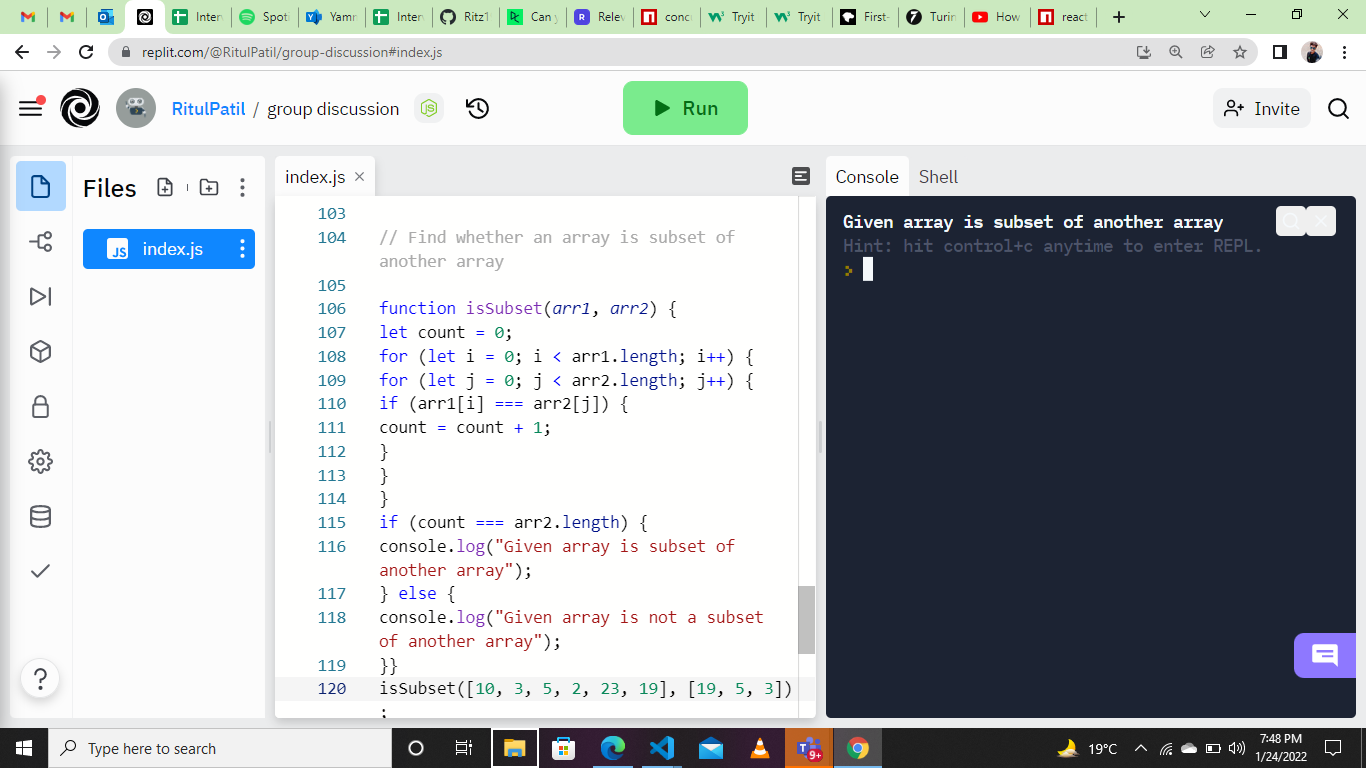 Inter
Spoti
Yamn
Inter
Ritz1
Can y
Relev
conc
Tryit
Tryit
First-
Turin
How
react
replit.com/@RitulPatil/group-discussion#index.js
RitulPatil / group discussion
Run
Invite
Files
index.js
index.js
Console
Shell
103
104 // Find whether an array is subset of
another array
105
106 function isSubset(arr1, arr2) {
107 let count = 0;
108 for (let i = 0; i < arr1.length; i++) {
109 for (let j = 0; j < arr2.length; j++) {
110 if (arr1[i] === arr2[j]) {
111 count = count + 1;
112 }
113 }
114 }
115 if (count === arr2.length) {
116 console.log("Given array is subset of
another array");
117 } else {
118 console.log("Given array is not a subset
of another array");
119 }}
120 isSubset([10, 3, 5, 2, 23, 19], [19, 5, 3])
;
Given array is subset of another array
Hint: hit control+c anytime to enter REPL.
>
Type here to search
9+
19°C
7:48 PM
1/24/2022